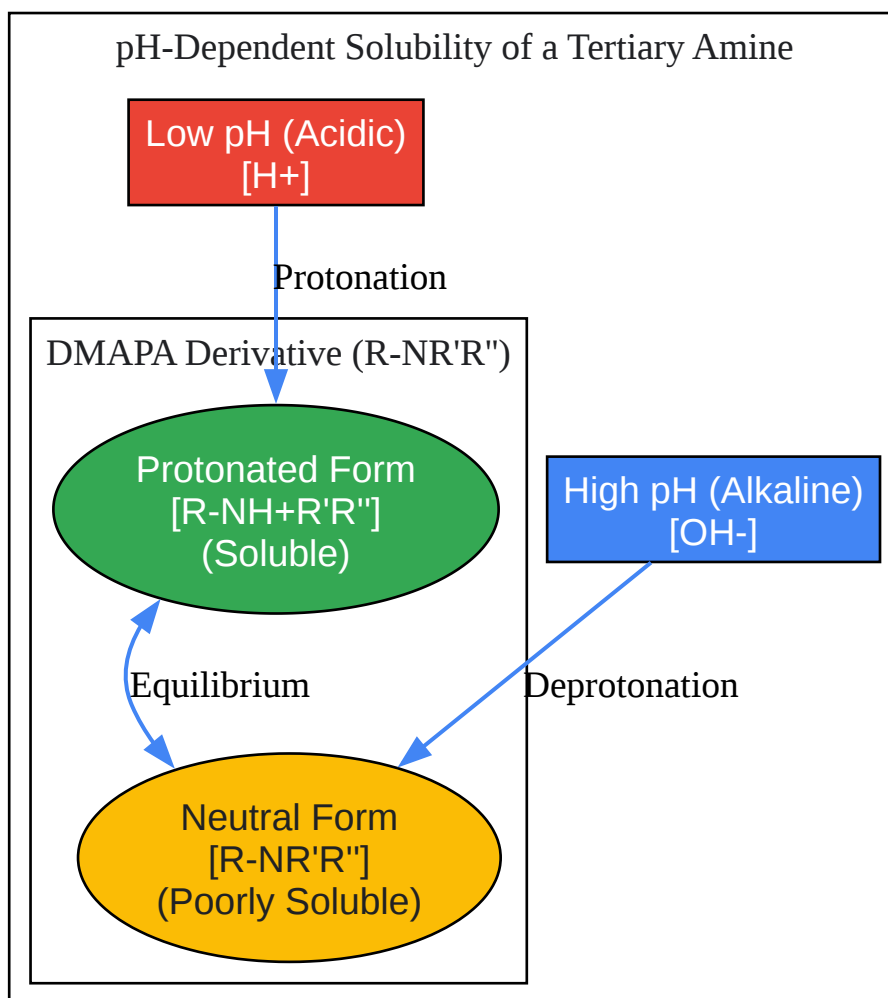 pH-Dependent Solubility of a Tertiary Amine
Low pH (Acidic)
[H+]
Protonation
DMAPA Derivative (R-NR'R")
Protonated Form
[R-NH+R'R"]
(Soluble)
High pH (Alkaline)
[OH-]
Equilibrium
Deprotonation
Neutral Form
[R-NR'R"]
(Poorly Soluble)